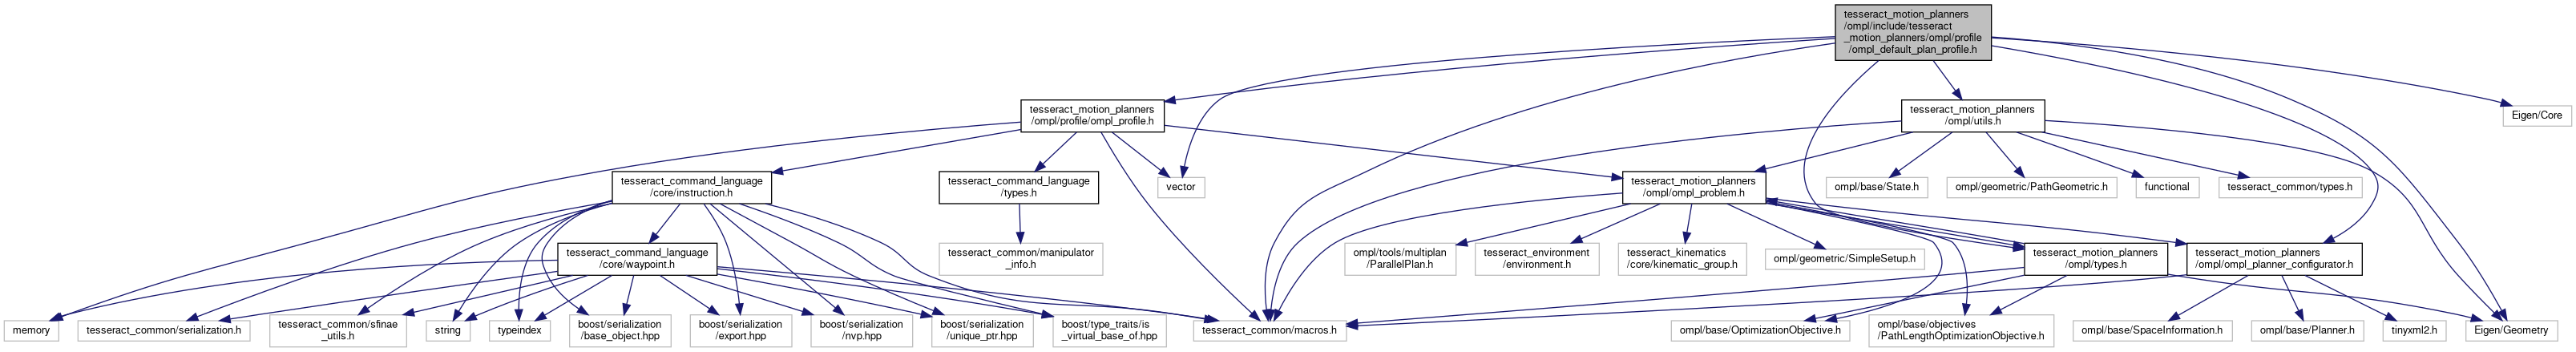 tesseract_motion_planners
/ompl/include/tesseract
_motion_planners/ompl/profile
/ompl_default_plan_profile.h
tesseract_motion_planners
/ompl/profile/ompl_profile.h
tesseract_motion_planners
/ompl/utils.h
Eigen/Core
tesseract_command_language
/core/instruction.h
tesseract_command_language
/types.h
vector
tesseract_motion_planners
/ompl/ompl_problem.h
ompl/base/State.h
ompl/geometric/PathGeometric.h
functional
tesseract_common/types.h
tesseract_command_language
/core/waypoint.h
tesseract_common/manipulator
_info.h
ompl/tools/multiplan
/ParallelPlan.h
tesseract_environment
/environment.h
tesseract_kinematics
/core/kinematic_group.h
ompl/geometric/SimpleSetup.h
tesseract_motion_planners
/ompl/types.h
tesseract_motion_planners
/ompl/ompl_planner_configurator.h
memory
tesseract_common/serialization.h
tesseract_common/sfinae
_utils.h
string
typeindex
boost/serialization
/base_object.hpp
boost/serialization
/export.hpp
boost/serialization
/nvp.hpp
boost/serialization
/unique_ptr.hpp
boost/type_traits/is
_virtual_base_of.hpp
tesseract_common/macros.h
ompl/base/OptimizationObjective.h
ompl/base/objectives
/PathLengthOptimizationObjective.h
ompl/base/SpaceInformation.h
ompl/base/Planner.h
tinyxml2.h
Eigen/Geometry